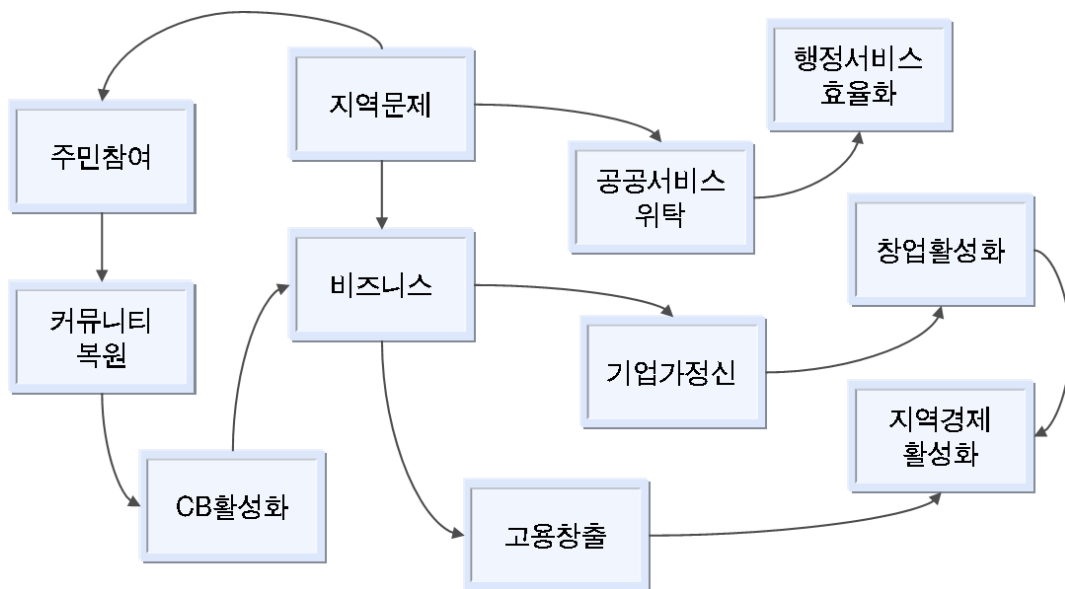 지역문제
행정서비스
효율화
주민참여
공공서비스
위탁
창업활성화
비즈니스
커뮤니티
복원
기업가정신
지역경제
활성화
CB활성화
고용창출